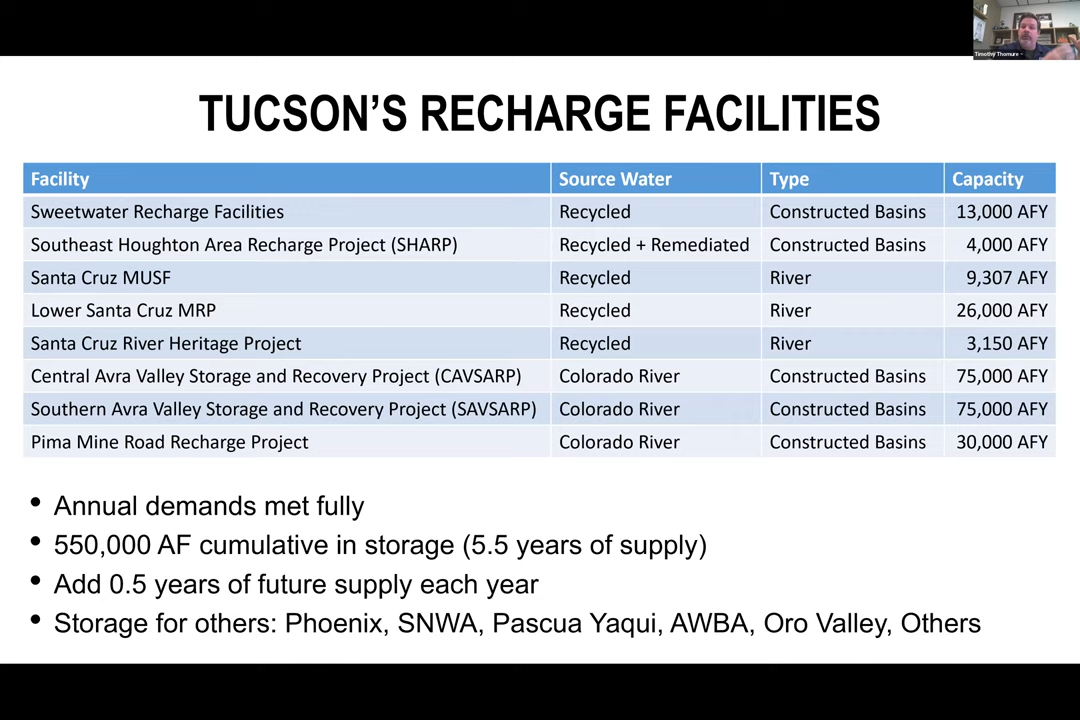 Timothy Thomure
TUCSON'S RECHARGE FACILITIES
Facility Source Water Type Capacity
Sweetwater Recharge Facilities Recycled Constructed Basins 13,000 AFY
Southeast Houghton Area Recharge Project (SHARP) Recycled + Remediated Constructed Basins 4,000 AFY
Santa Cruz MUSF Recycled River 9,307 AFY
Lower Santa Cruz MRP Recycled River 26,000 AFY
Santa Cruz River Heritage Project Recycled River 3,150 AFY
Central Avra Valley Storage and Recovery Project (CAVSARP) Colorado River Constructed Basins 75,000 AFY
Southern Avra Valley Storage and Recovery Project (SAVSARP) Colorado River Constructed Basins 75,000 AFY
Pima Mine Road Recharge Project Colorado River Constructed Basins 30,000 AFY
• Annual demands met fully
• 550,000 AF cumulative in storage (5.5 years of supply)
• Add 0.5 years of future supply each year
• Storage for others: Phoenix, SNWA, Pascua Yaqui, AWBA, Oro Valley, Others